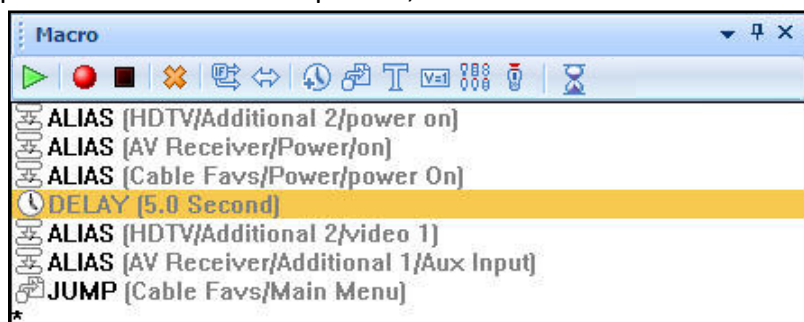 Macro
IF V=1
ALIAS (HDTV/Additional 2/power on)
ALIAS (AV Receiver/Power/on)
ALIAS (Cable Favs/Power/power On)
DELAY (5.0 Second)
ALIAS (HDTV/Additional 2/video 1)
ALIAS (AV Receiver/Additional 1/Aux Input)
JUMP (Cable Favs/Main Menu)
*